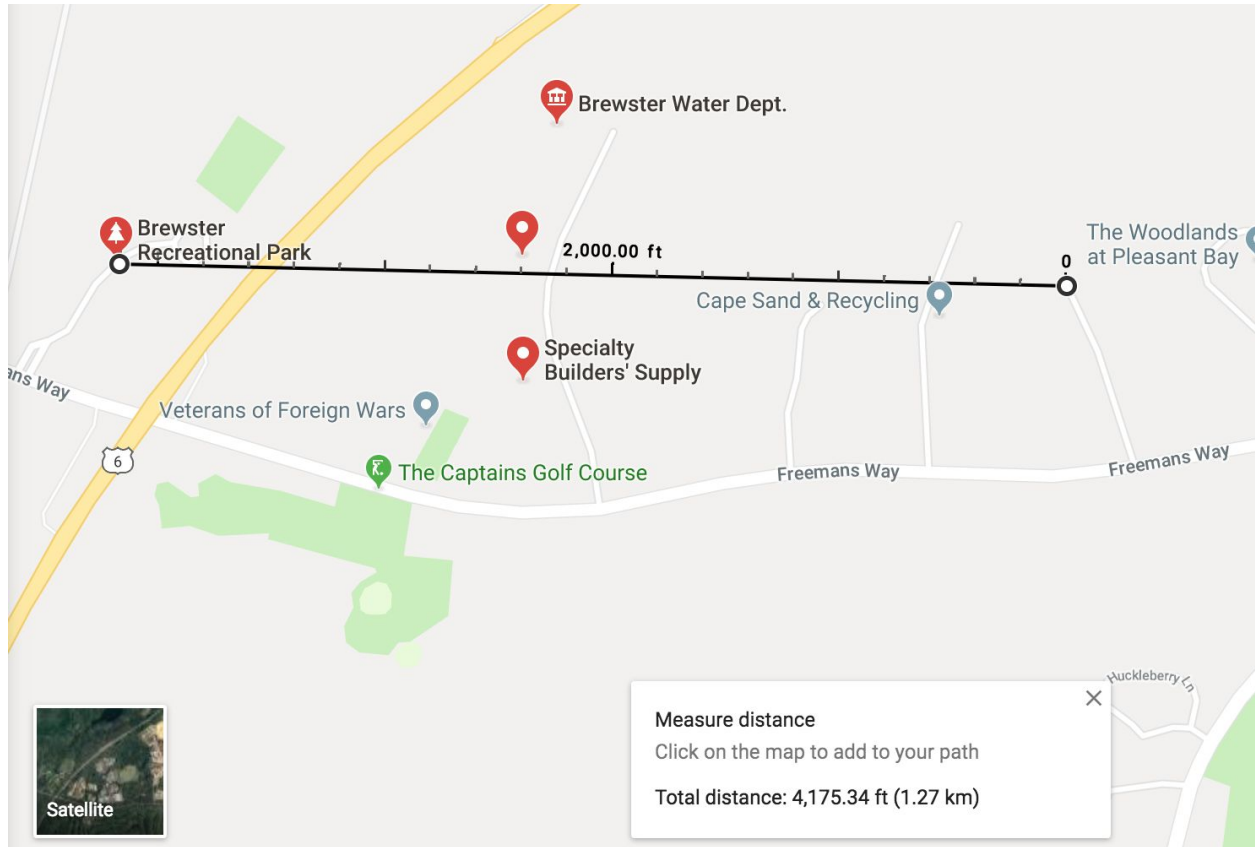 Brewster Water Dept.
Brewster
Recreational Park
2,000.00 ft
0
The Woodlands
at Pleasant Bay
Cape Sand & Recycling
Specialty
Builders' Supply
ans Way
Veterans of Foreign Wars
6
The Captains Golf Course
Freemans Way
Freemans Way
Huckleberry Ln
Measure distance
Click on the map to add to your path
Total distance: 4,175.34 ft (1.27 km)
Satellite